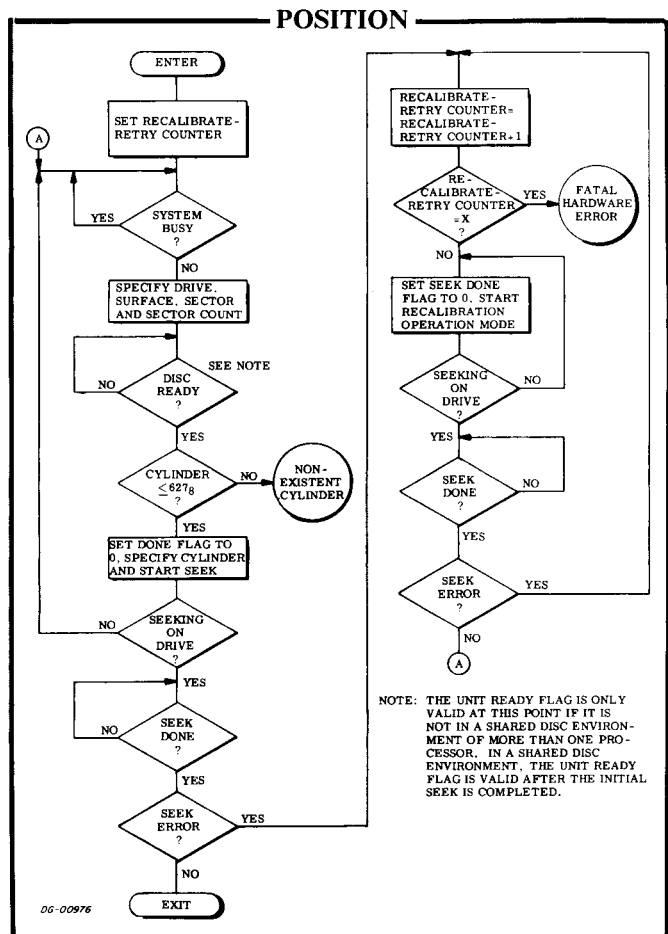 POSITION
ENTER
SET RECALIBRATE-
RETRY COUNTER
A
YES
SYSTEM
BUSY
?
NO
SPECIFY DRIVE,
SURFACE, SECTOR
AND SECTOR COUNT
SEE NOTE
NO
DISC
READY
?
YES
CYLINDER
≤627₈
?
NO
NON-
EXISTENT
CYLINDER
YES
SET DONE FLAG TO
0, SPECIFY CYLINDER
AND START SEEK
NO
SEEKING
ON
DRIVE
?
YES
NO
SEEK
DONE
?
YES
SEEK
ERROR
?
YES
NO
EXIT
DG-00976
RECALIBRATE-
RETRY COUNTER=
RECALIBRATE-
RETRY COUNTER+1
RE-
CALIBRATE-
RETRY COUNTER
=X
?
YES
FATAL
HARDWARE
ERROR
NO
SET SEEK DONE
FLAG TO 0, START
RECALIBRATION
OPERATION MODE
SEEKING
ON
DRIVE
?
NO
YES
SEEK
DONE
?
NO
YES
SEEK
ERROR
?
YES
NO
A
NOTE: THE UNIT READY FLAG IS ONLY
VALID AT THIS POINT IF IT IS
NOT IN A SHARED DISC ENVIRON-
MENT OF MORE THAN ONE PRO-
CESSOR. IN A SHARED DISC
ENVIRONMENT, THE UNIT READY
FLAG IS VALID AFTER THE INITIAL
SEEK IS COMPLETED.